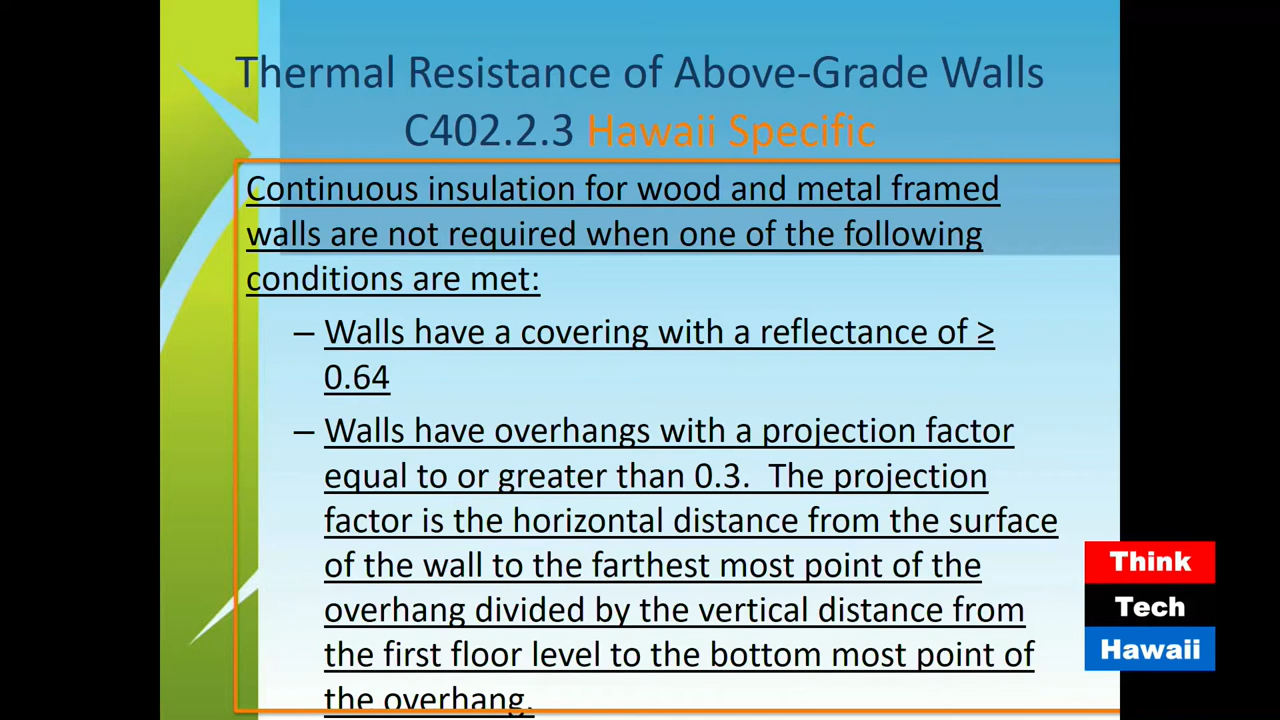 Thermal Resistance of Above-Grade Walls
C402.2.3 Hawaii Specific
Continuous insulation for wood and metal framed
walls are not required when one of the following
conditions are met:
– Walls have a covering with a reflectance of ≥
0.64
– Walls have overhangs with a projection factor
equal to or greater than 0.3.  The projection
factor is the horizontal distance from the surface
of the wall to the farthest most point of the
overhang divided by the vertical distance from
the first floor level to the bottom most point of
the overhang.
Think
Tech
Hawaii